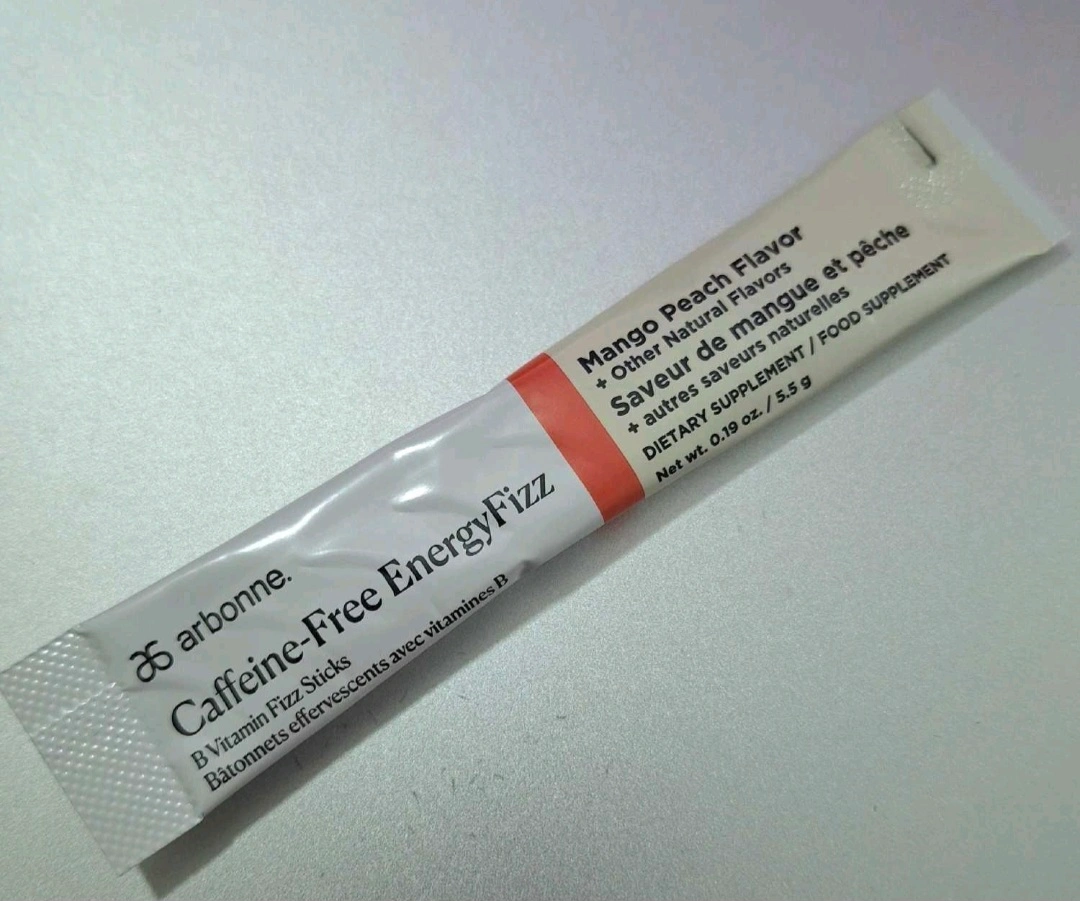 arbonne.
Caffeine-Free EnergyFizz
B Vitamin Fizz Sticks
Bâtonnets effervescents avec vitamines B
Mango Peach Flavor
+ Other Natural Flavors
Saveur de mangue et pêche
+ autres saveurs naturelles
DIETARY SUPPLEMENT / FOOD SUPPLEMENT
Net wt. 0.19 oz. / 5.5 g